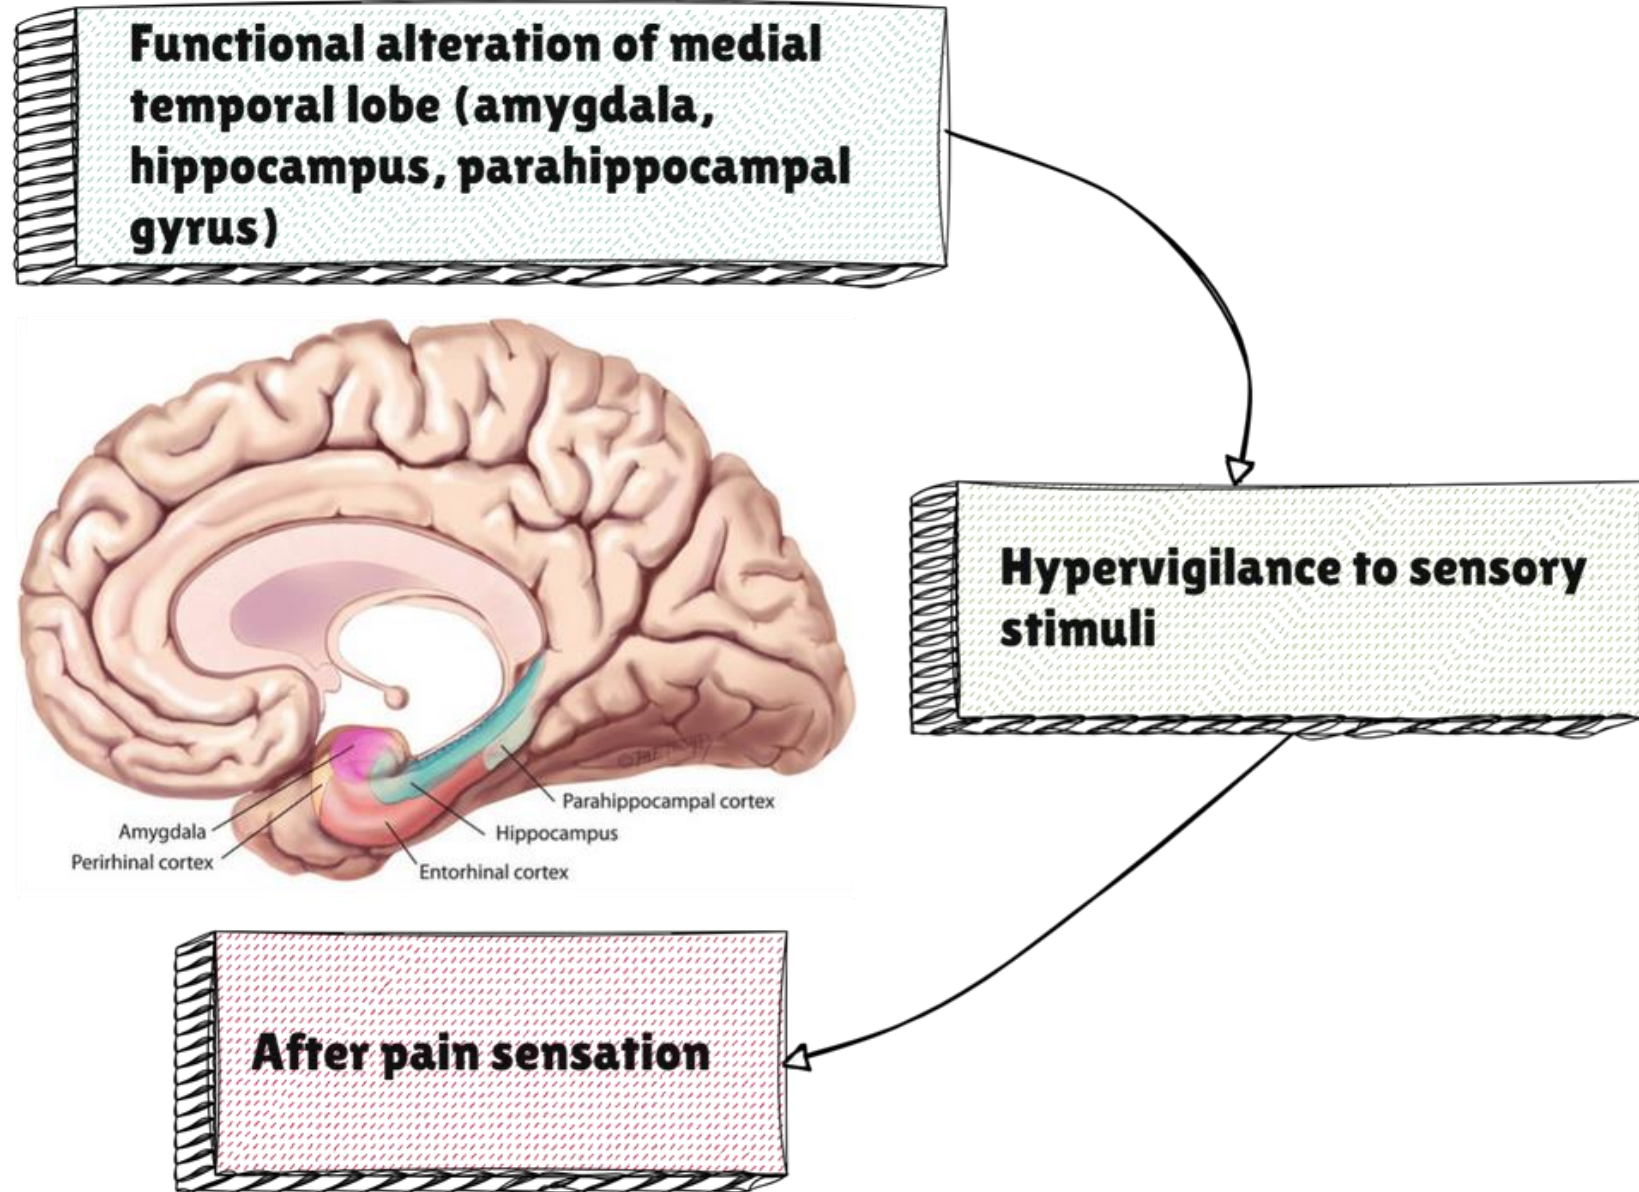 Functional alteration of medial
temporal lobe (amygdala,
hippocampus, parahippocampal
gyrus)
Hypervigilance to sensory
stimuli
Parahippocampal cortex
Amygdala
Hippocampus
Perirhinal cortex
Entorhinal cortex
After pain sensation